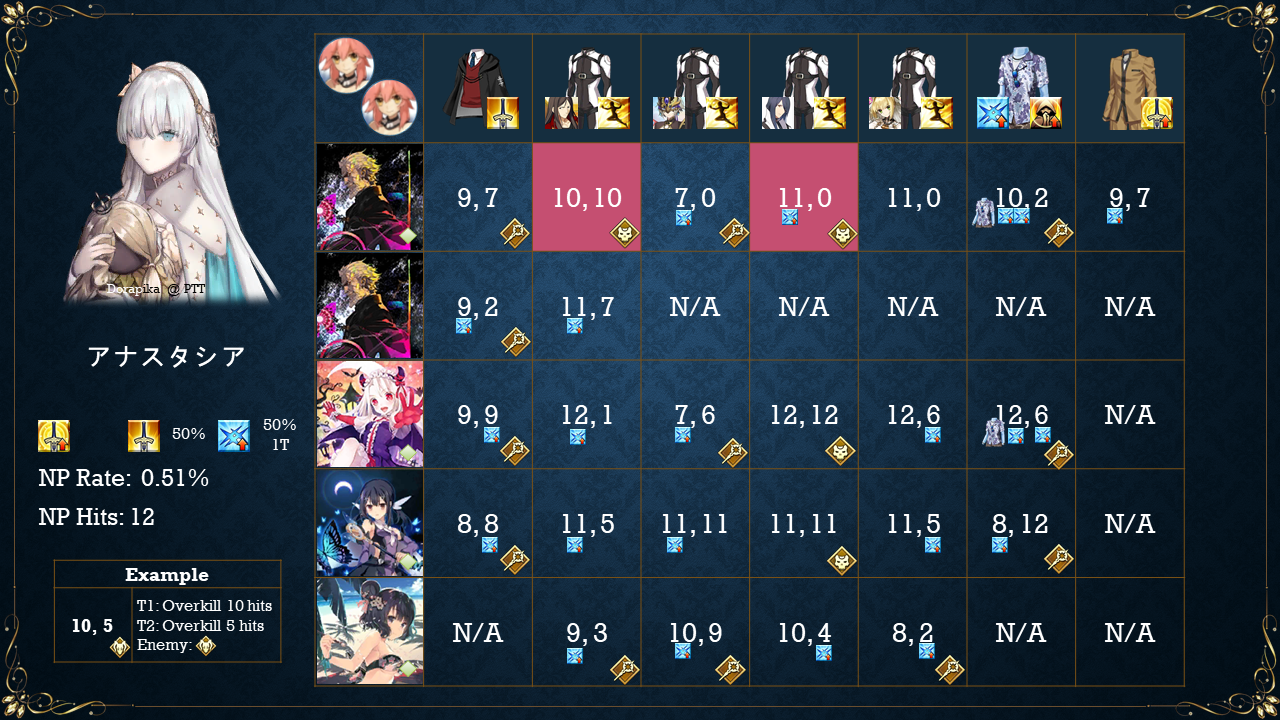 Dorapika @ PTT
アナスタシア
50%
50%
1T
NP Rate: 0.51%
NP Hits: 12
Example
10, 5
T1: Overkill 10 hits
T2: Overkill 5 hits
Enemy:
9, 7
10, 10
7, 0
11, 0
11, 0
10, 2
9, 7
9, 2
11, 7
N/A
N/A
N/A
N/A
N/A
9, 9
12, 1
7, 6
12, 12
12, 6
12, 6
N/A
8, 8
11, 5
11, 11
11, 11
11, 5
8, 12
N/A
N/A
9, 3
10, 9
10, 4
8, 2
N/A
N/A